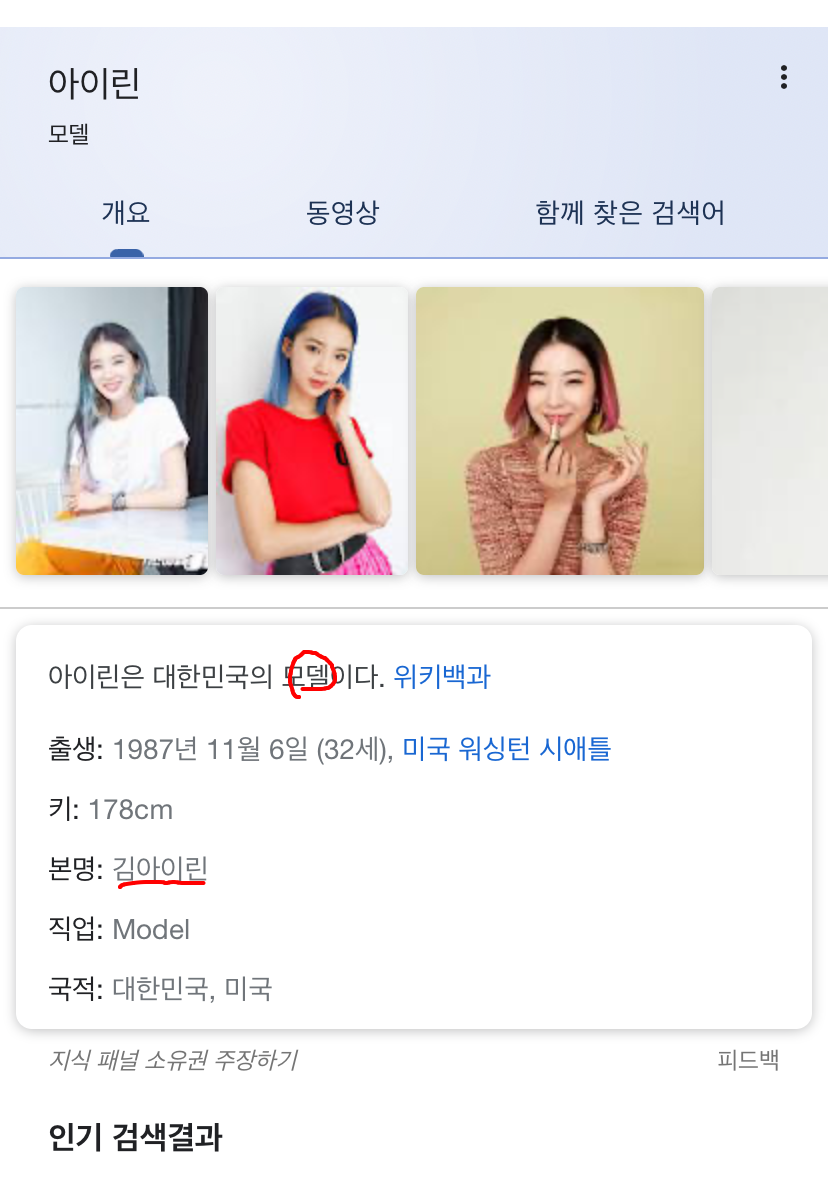 아이린
모델
개요 동영상 함께 찾은 검색어
아이린은 대한민국의 모델이다. 위키백과
출생: 1987년 11월 6일 (32세), 미국 워싱턴 시애틀
키: 178cm
본명: 김아이린
직업: Model
국적: 대한민국, 미국
지식 패널 소유권 주장하기 피드백
인기 검색결과